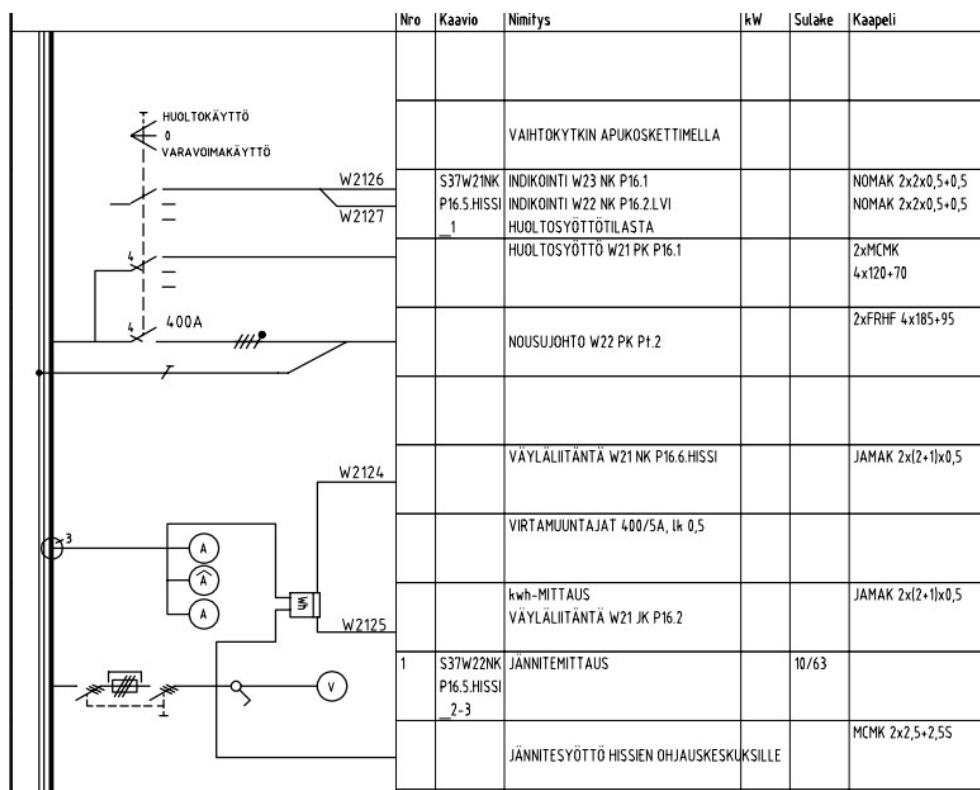 Nro Kaavio Nimitys kW Sulake Kaapeli
HUOLTOKÄYTTÖ
0
VARAVOIMAKÄYTTÖ
VAIHTOKYTKIN APUKOSKETTIMELLA
W2126
W2127
S37W21NK
P16.5.HISSI
_1
INDIKOINTI W23 NK P16.1
INDIKOINTI W22 NK P16.2.LVI
HUOLTOSYÖTTÖTILASTA
NOMAK 2x2x0,5+0,5
NOMAK 2x2x0,5+0,5
4
HUOLTOSYÖTTÖ W21 PK P16.1
2xMCMK
4x120+70
4 400A
NOUSUJOHTO W22 PK Pt.2
2xFRHF 4x185+95
W2124
VÄYLÄLIITÄNTÄ W21 NK P16.6.HISSI
JAMAK 2x(2+1)x0,5
3
A
A
A
VIRTAMUUNTAJAT 400/5A, lk 0,5
Wh
W2125
kwh-MITTAUS
VÄYLÄLIITÄNTÄ W21 JK P16.2
JAMAK 2x(2+1)x0,5
V
1
S37W22NK
P16.5.HISSI
_2-3
JÄNNITEMITTAUS
10/63
JÄNNITESYÖTTÖ HISSIEN OHJAUSKESKUKSILLE
MCMK 2x2,5+2,5S